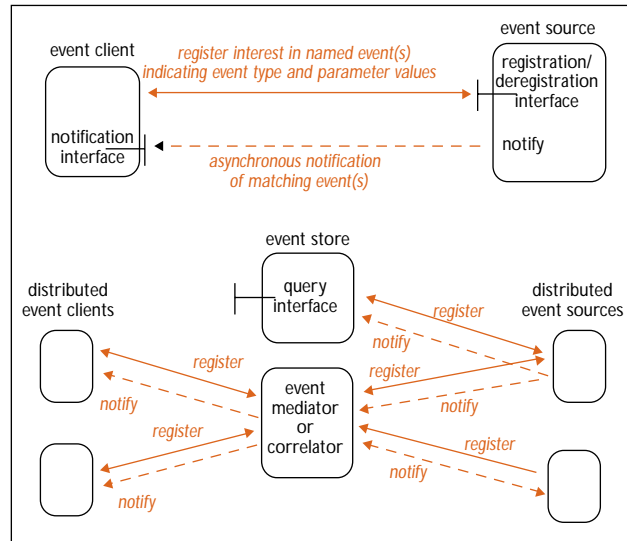 event client
event source
register interest in named event(s)
indicating event type and parameter values
registration/
deregistration
interface
notification
interface
notify
asynchronous notification
of matching event(s)
event store
query
interface
distributed
event clients
distributed
event sources
register
notify
register
register
notify
event
mediator
or
correlator
notify
register
register
notify
notify